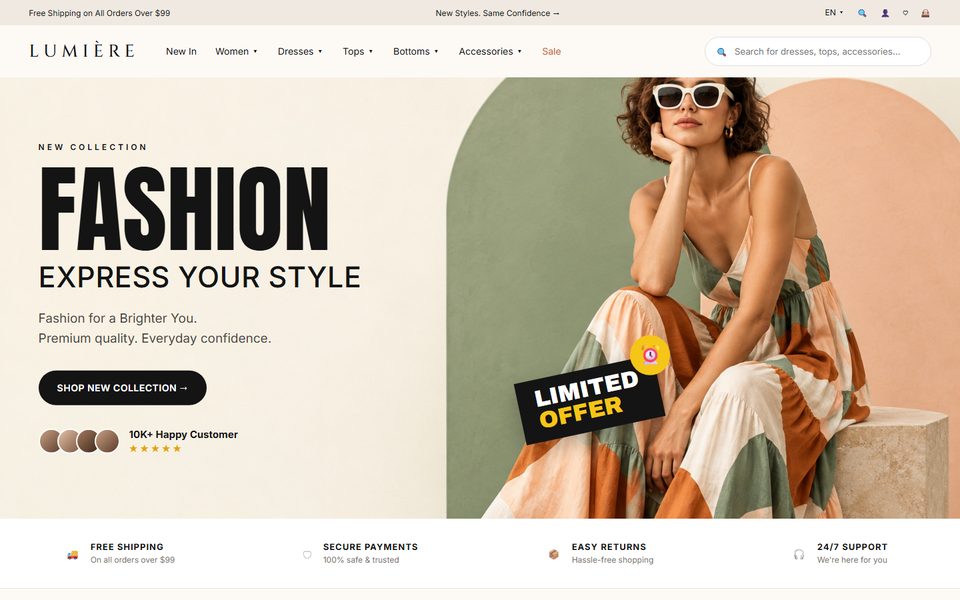 Free Shipping on All Orders Over $99
New Styles. Same Confidence →
EN
LUMIÈRE
New In
Women
Dresses
Tops
Bottoms
Accessories
Sale
Search for dresses, tops, accessories...
NEW COLLECTION
FASHION
EXPRESS YOUR STYLE
Fashion for a Brighter You.
Premium quality. Everyday confidence.
SHOP NEW COLLECTION →
10K+ Happy Customer
LIMITED
OFFER
FREE SHIPPING
On all orders over $99
SECURE PAYMENTS
100% safe & trusted
EASY RETURNS
Hassle-free shopping
24/7 SUPPORT
We're here for you